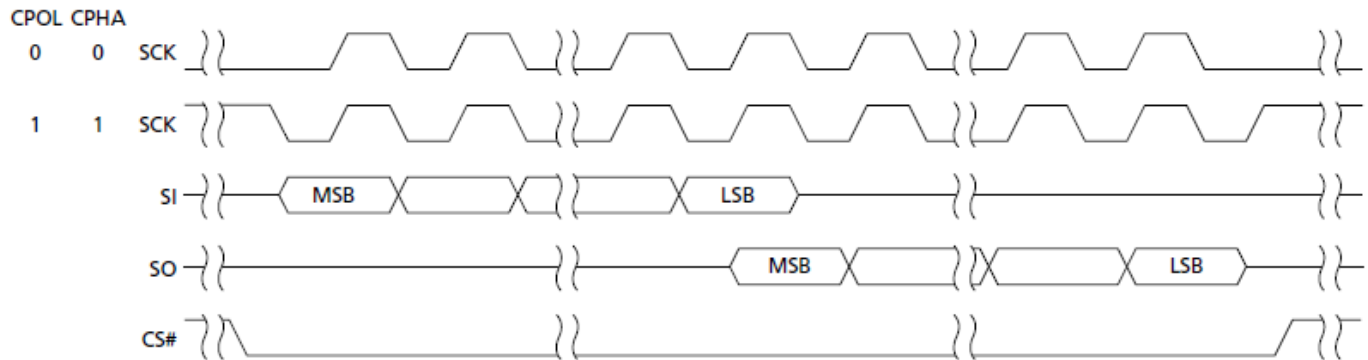 CPOL CPHA
0 0 SCK
1 1 SCK
SI MSB LSB
SO MSB LSB
CS#